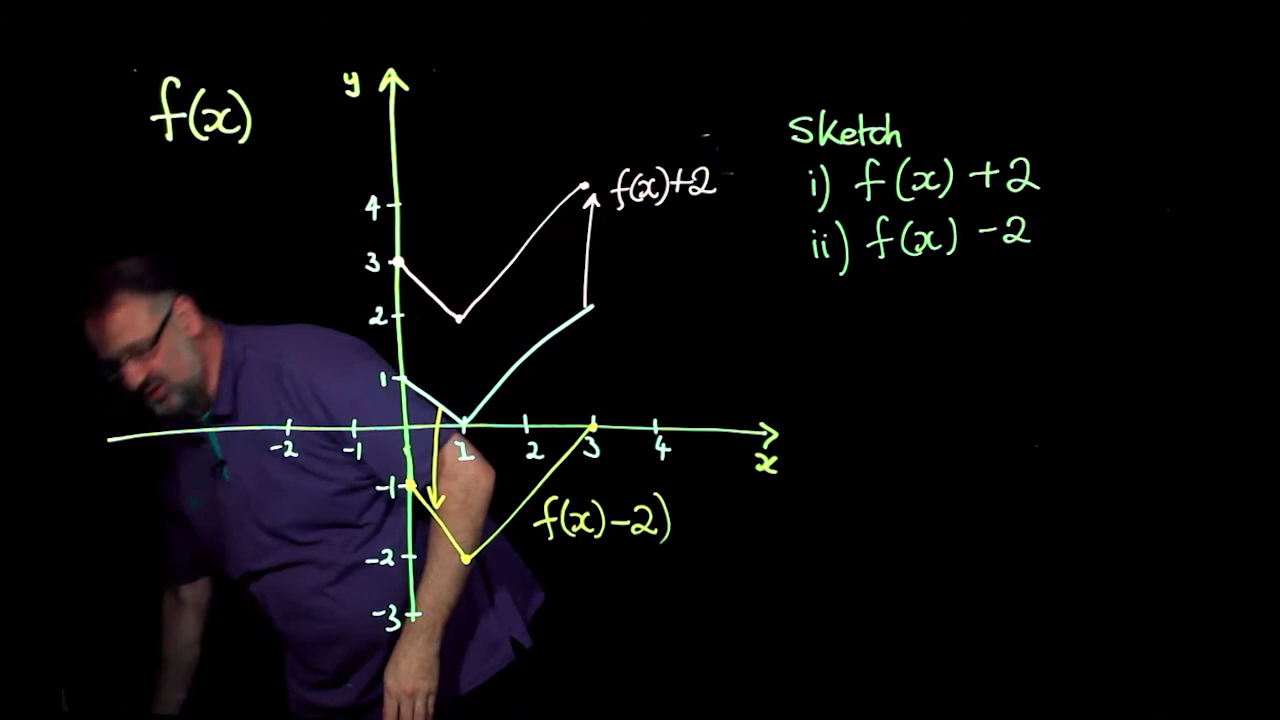 f(x)
y
Sketch
i) f(x) +2
ii) f(x) -2
f(x)+2
4
3
2
1
-2 -1 1 2 3 4
x
-1
f(x)-2)
-2
-3